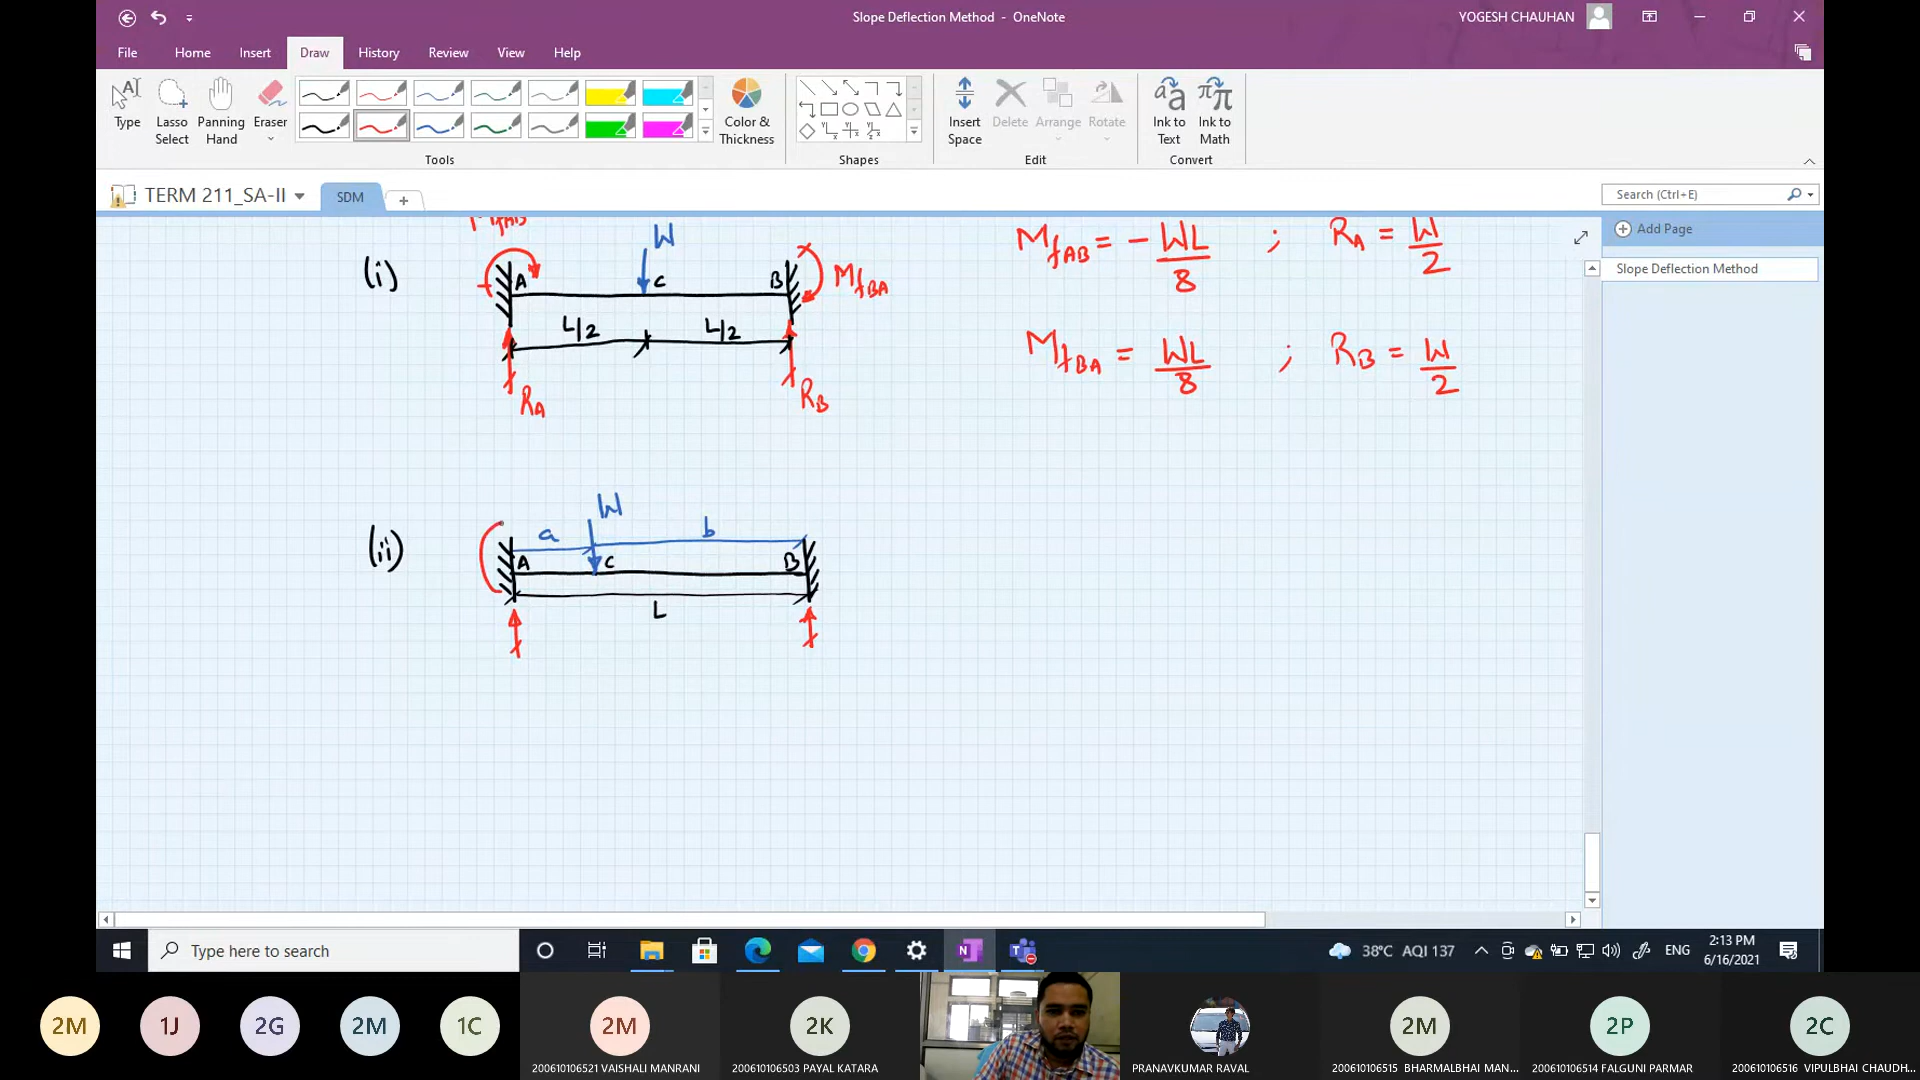 Slope Deflection Method - OneNote
YOGESH CHAUHAN
File Home Insert Draw History Review View Help
Type
Lasso Select
Panning Hand
Eraser
Color & Thickness
Insert Space
Delete
Arrange
Rotate
Ink to Text
Ink to Math
Tools
Shapes
Edit
Convert
TERM 211_SA-II
SDM
Search (Ctrl+E)
Add Page
Slope Deflection Method
(i)
W
A C B
MfBA
L/2 L/2
RA RB
MfAB = - WL/8 ; RA = W/2
MfBA = WL/8 ; RB = W/2
(ii)
W
a b
A C B
L
Type here to search
38°C AQI 137
ENG
2:13 PM
6/16/2021
2M 1J 2G 2M 1C 2M 2K 2M 2P 2C
200610106521 VAISHALI MANRANI
200610106503 PAYAL KATARA
PRANAVKUMAR RAVAL
200610106515 BHARMALBHAI MAN...
200610106514 FALGUNI PARMAR
200610106516 VIPULBHAI CHAUDH...